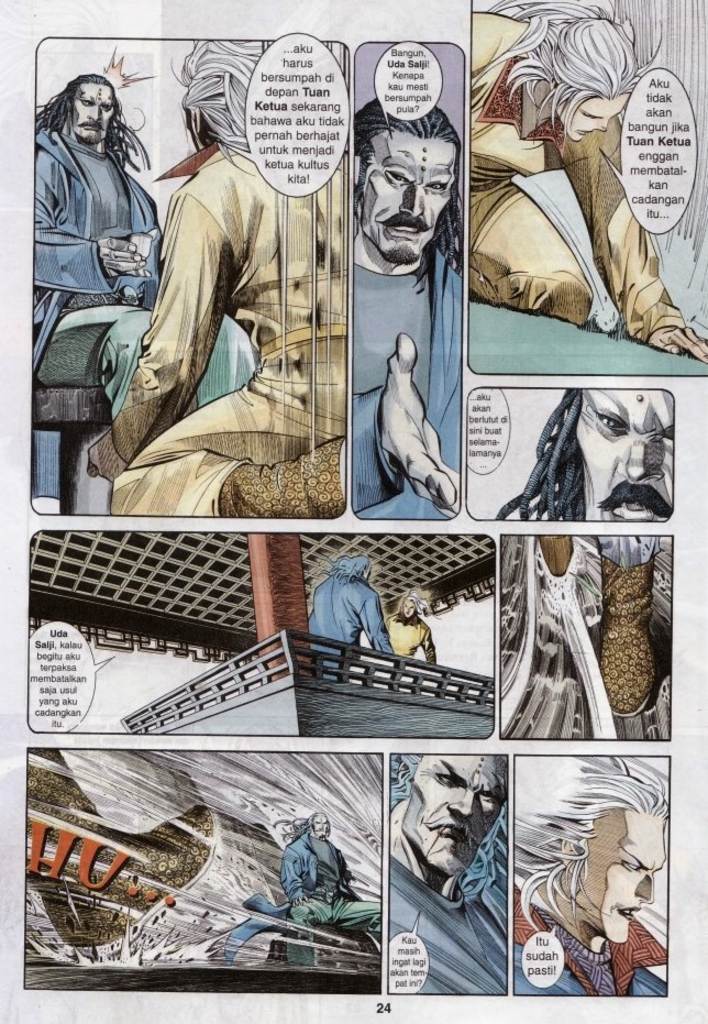 ...aku
harus
bersumpah di
depan Tuan
Ketua sekarang
bahawa aku tidak
pernah berhajat
untuk menjadi
ketua kultus
kita!
Bangun,
Uda Salji!
Kenapa
kau mesti
bersumpah
pula?
Aku
tidak
akan
bangun jika
Tuan Ketua
enggan
membatal-
kan
cadangan
itu...
...aku
akan
berlutut di
sini buat
selama-
lamanya
...
Uda
Salji, kalau
begitu aku
terpaksa
membatalkan
saja usul
yang aku
cadangkan
itu.
HU...
Kau
masih
ingat lagi
akan tem-
pat ini?
Itu
sudah
pasti!
24